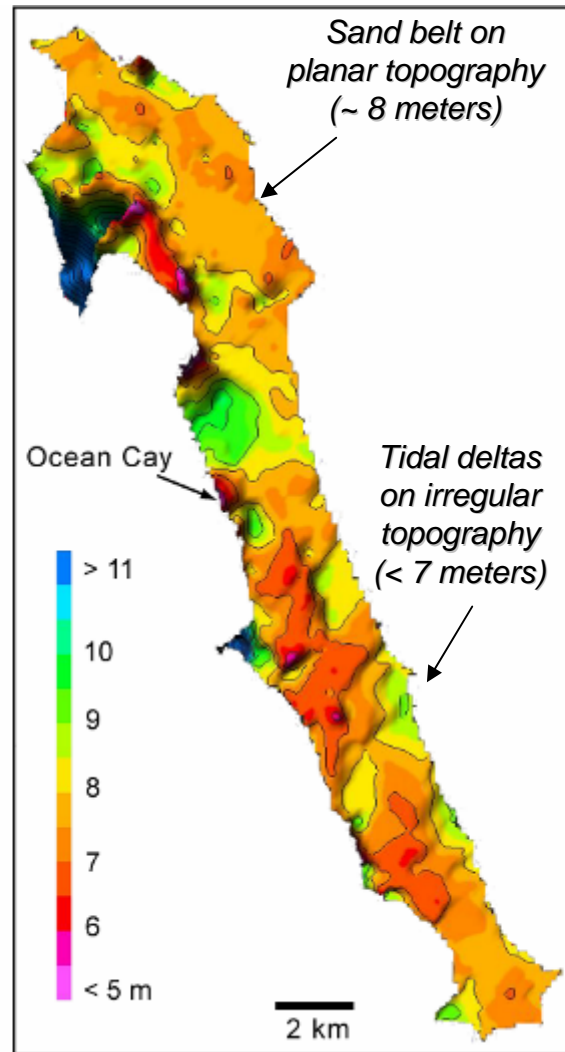 Sand belt on
planar topography
(~ 8 meters)
Ocean Cay
Tidal deltas
on irregular
topography
(< 7 meters)
> 11
10
9
8
7
6
< 5 m
2 km